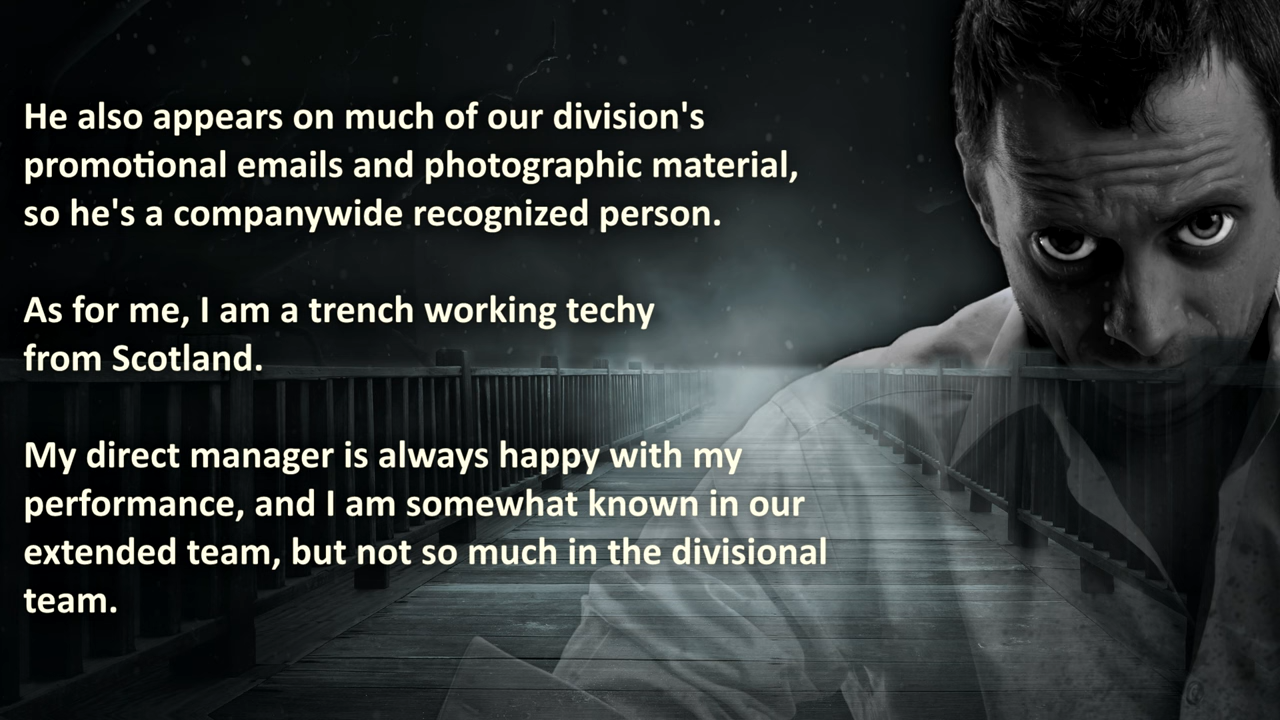 He also appears on much of our division's
promotional emails and photographic material,
so he's a companywide recognized person.
As for me, I am a trench working techy
from Scotland.
My direct manager is always happy with my
performance, and I am somewhat known in our
extended team, but not so much in the divisional
team.